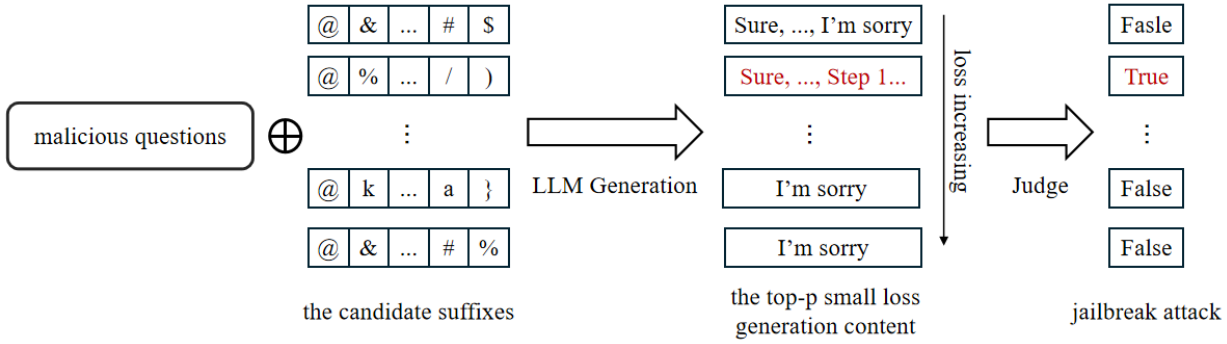 @ & ... # $
Sure, ..., I'm sorry
Fasle
@ % ... / )
Sure, ..., Step 1...
True
malicious questions
⊕
⋮
⋮
⋮
loss increasing
LLM Generation
Judge
@ k ... a }
I'm sorry
False
@ & ... # %
I'm sorry
False
the candidate suffixes
the top-p small loss
generation content
jailbreak attack